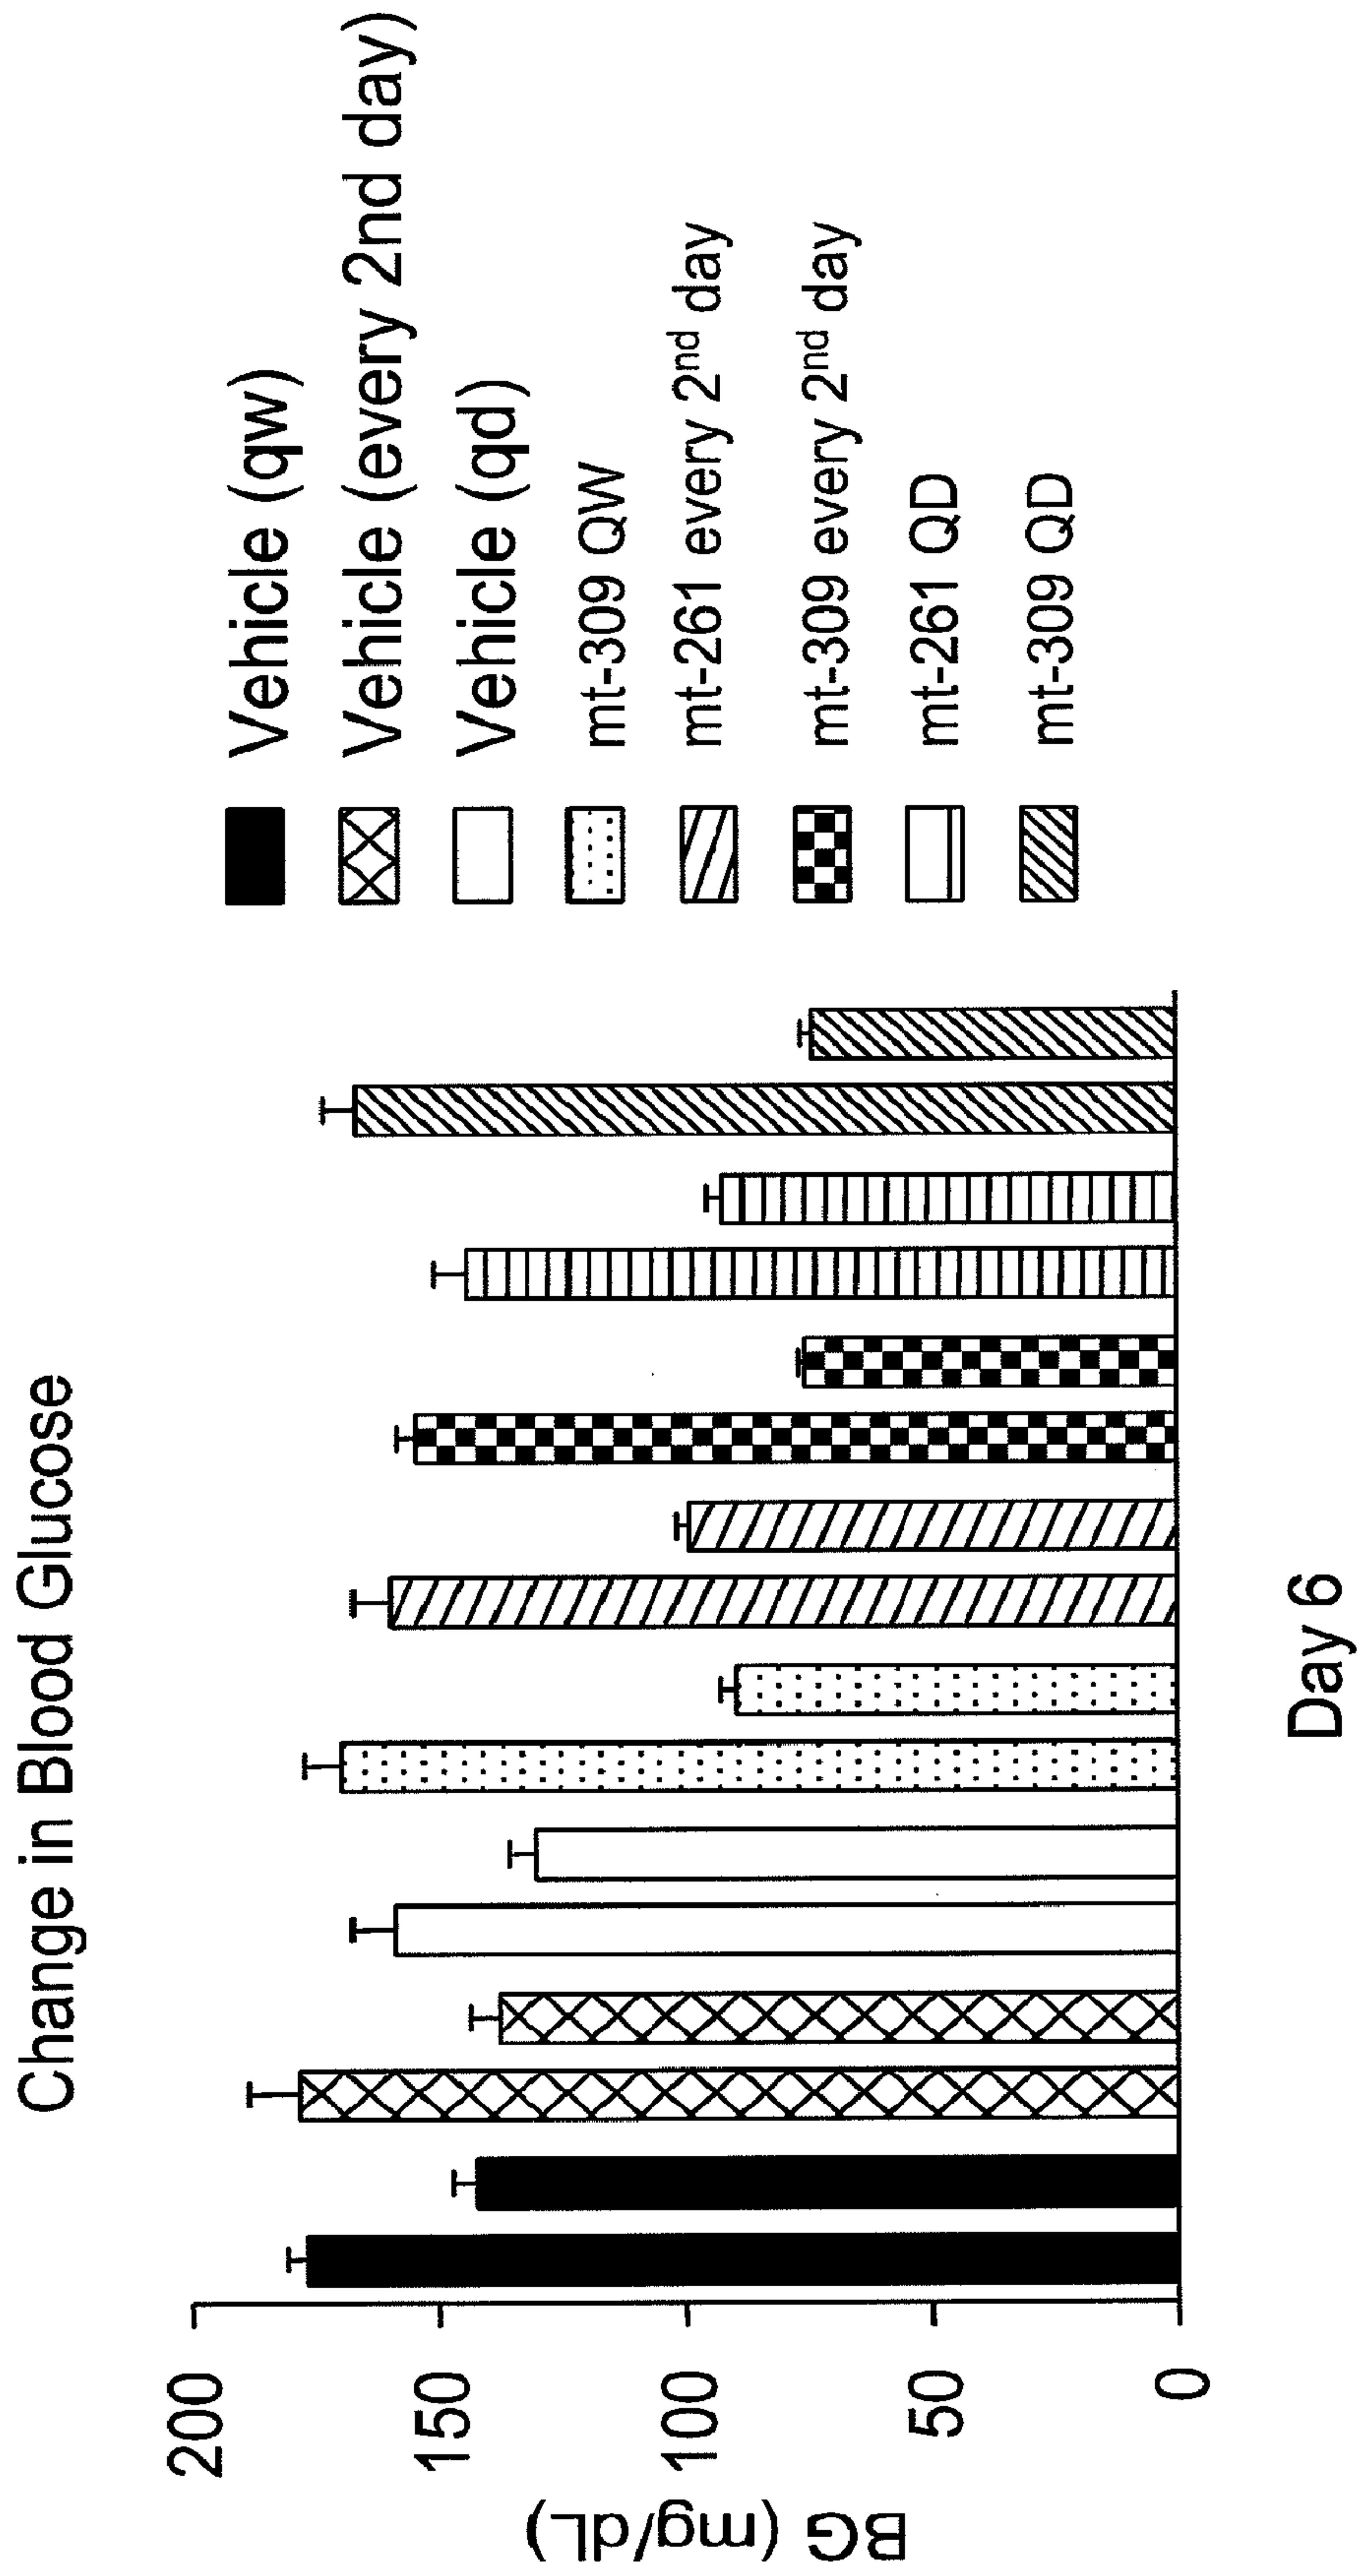 Change in Blood Glucose
BG (mg/dL)
200
150
100
50
0
Day 6
Vehicle (qw)
Vehicle (every 2nd day)
Vehicle (qd)
mt-309 QW
mt-261 every 2nd day
mt-309 every 2nd day
mt-261 QD
mt-309 QD